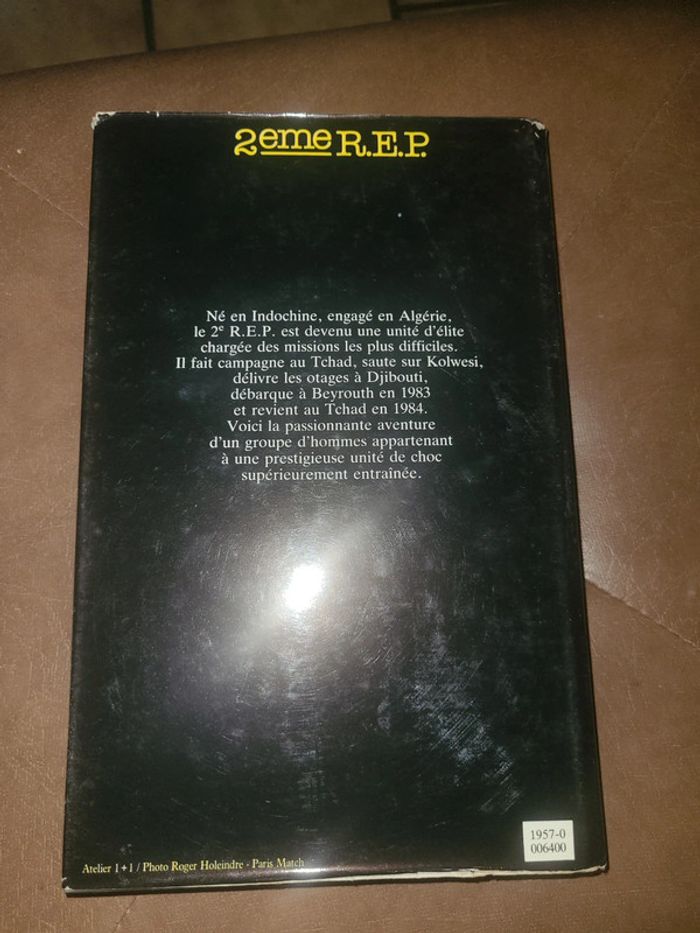 2eme R.E.P.
Né en Indochine, engagé en Algérie,
le 2e R.E.P. est devenu une unité d'élite
chargée des missions les plus difficiles.
Il fait campagne au Tchad, saute sur Kolwesi,
délivre les otages à Djibouti,
débarque à Beyrouth en 1983
et revient au Tchad en 1984.
Voici la passionnante aventure
d'un groupe d'hommes appartenant
à une prestigieuse unité de choc
supérieurement entraînée.
Atelier 1 + 1 / Photo Roger Holeindre - Paris Match
1957-0
006400